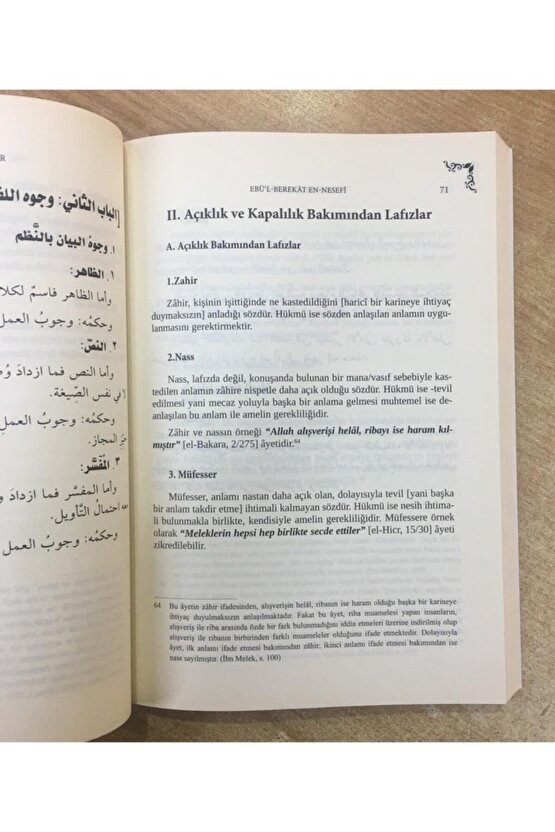 R
[الباب الثاني: وجوه اللف
١. وجوهُ البيان بالنَّظم
١. الظاهر:
وأما الظاهر فاسمٌ لكلا
وحكمُه: وجوبُ العمل
٢. النصّ:
وأما النص فما ازدادَ وُض
في نفس الصّيغة.
وحكمُه: وجوبُ العمل
المجاز.
٣. المُفَسَّر:
وأما المفسر فما ازداد و
احتمالُ التّأويل.
وحكمُه: وجوبُ العمل
EBÜ'L-BEREKÂT EN-NESEFÎ 71
II. Açıklık ve Kapalılık Bakımından Lafızlar
A. Açıklık Bakımından Lafızlar
1.Zahir
Zâhir, kişinin işittiğinde ne kastedildiğini [haricî bir karineye ihtiyaç
duymaksızın] anladığı sözdür. Hükmü ise sözden anlaşılan anlamın uygu-
lanmasını gerektirmektir.
2.Nass
Nass, lafızda değil, konuşanda bulunan bir mana/vasıf sebebiyle kas-
tedilen anlamın zâhire nispetle daha açık olduğu sözdür. Hükmü ise -tevil
edilmesi yani mecaz yoluyla başka bir anlama gelmesi muhtemel ise de-
anlaşılan bu anlam ile amelin gerekliliğidir.
Zâhir ve nassın örneği “Allah alışverişi helâl, ribayı ise haram kıl-
mıştır” [el-Bakara, 2/275] âyetidir.64
3. Müfesser
Müfesser, anlamı nastan daha açık olan, dolayısıyla tevil [yani başka
bir anlam takdir etme] ihtimali kalmayan sözdür. Hükmü ise nesih ihtima-
li bulunmakla birlikte, kendisiyle amelin gerekliliğidir. Müfessere örnek
olarak “Meleklerin hepsi hep birlikte secde ettiler” [el-Hicr, 15/30] âyeti
zikredilebilir.
64 Bu âyetin zâhir ifadesinden, alışverişin helâl, ribanın ise haram olduğu başka bir karineye
ihtiyaç duyulmaksızın anlaşılmaktadır. Fakat bu âyet, riba muamelesi yapan insanların,
alışveriş ile riba arasında özde bir fark bulunmadığını iddia etmeleri üzerine indirilmiş olup
alışveriş ile ribanın birbirinden farklı muameleler olduğunu ifade etmektedir. Dolayısıyla
âyet, ilk anlamı ifade etmesi bakımından zâhir; ikinci anlamı ifade etmesi bakımından ise
nass sayılmıştır. (İbn Melek, s. 100)